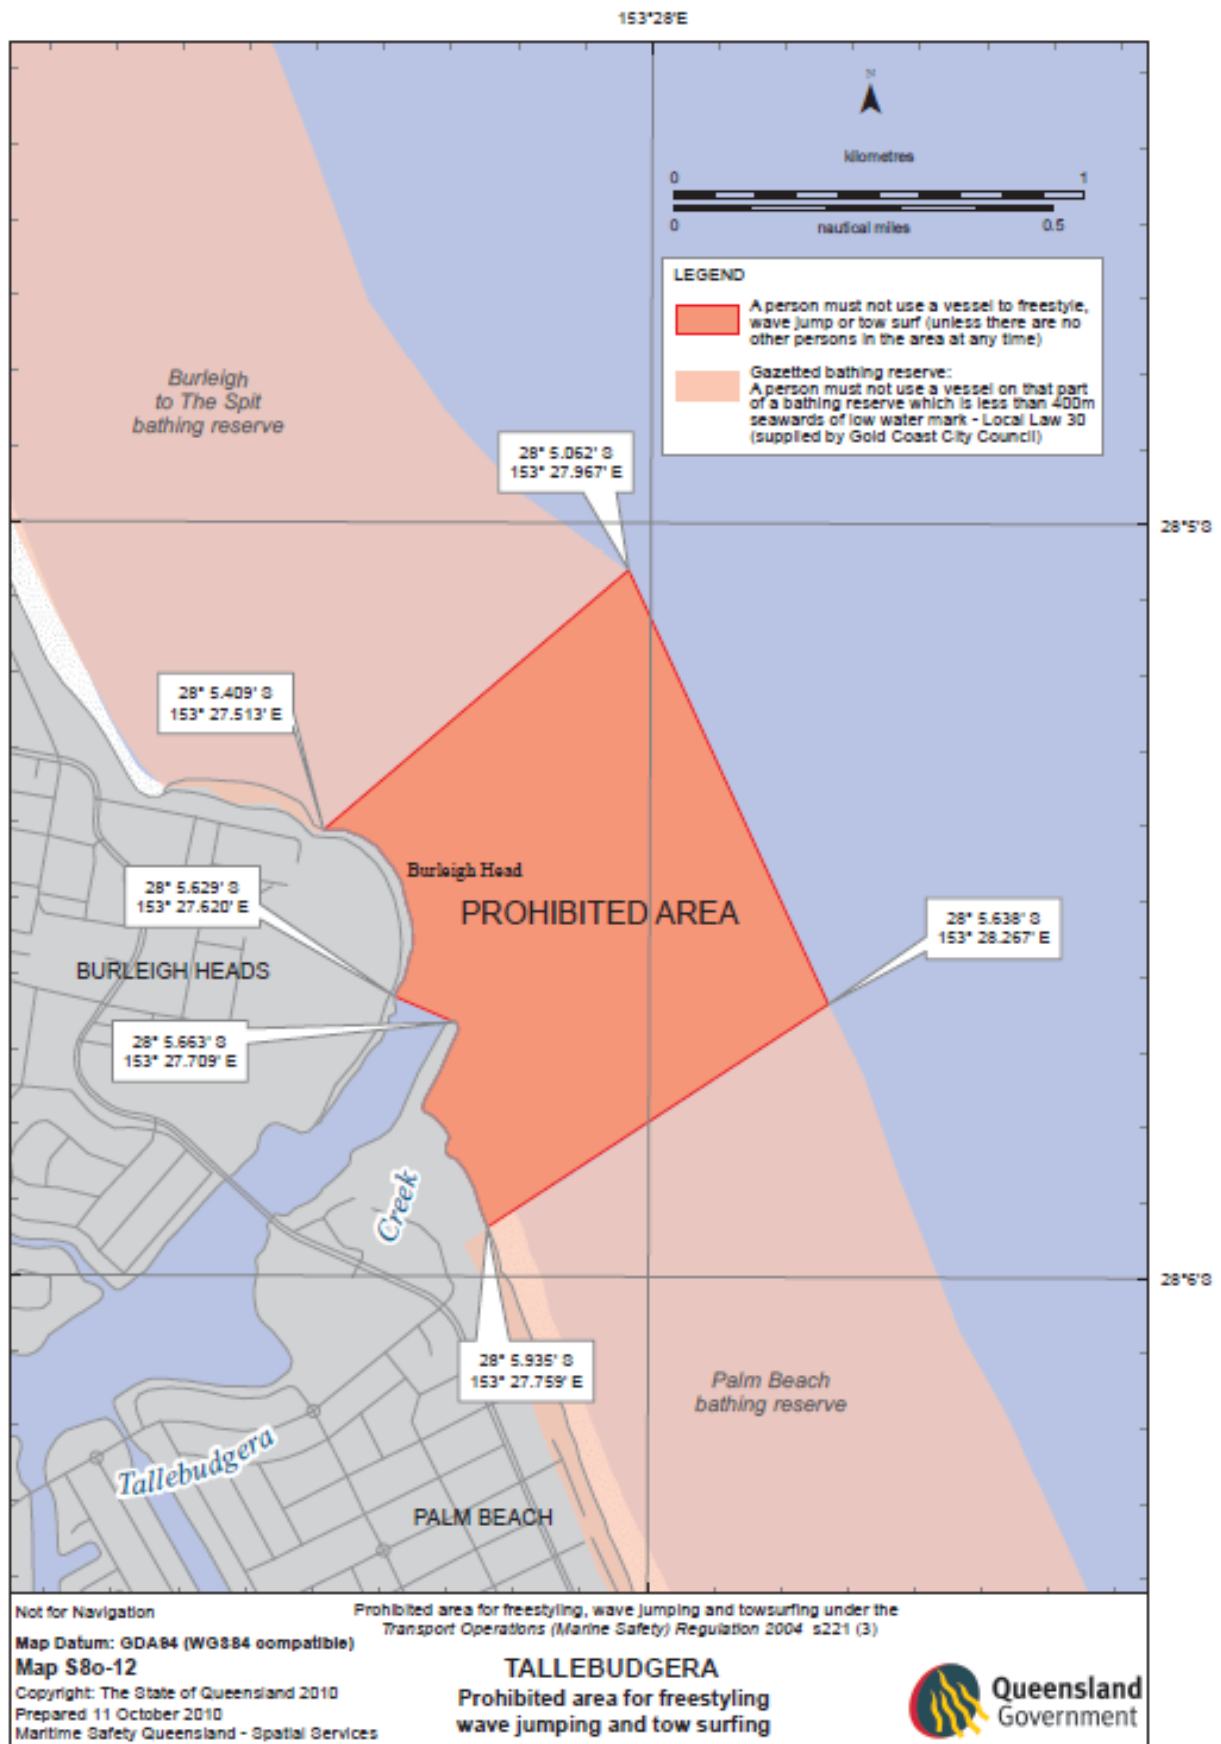 153°28'E
N
kilometres
0 1
0 0.5
nautical miles
LEGEND
A person must not use a vessel to freestyle,
wave jump or tow surf (unless there are no
other persons in the area at any time)
Gazetted bathing reserve:
A person must not use a vessel on that part
of a bathing reserve which is less than 400m
seawards of low water mark - Local Law 30
(supplied by Gold Coast City Council)
Burleigh
to The Spit
bathing reserve
28° 5.062' S
153° 27.967' E
28°5'S
28° 5.409' S
153° 27.513' E
Burleigh Head
28° 5.629' S
153° 27.620' E
PROHIBITED AREA
28° 5.638' S
153° 28.267' E
BURLEIGH HEADS
28° 5.663' S
153° 27.709' E
Creek
28°6'S
28° 5.935' S
153° 27.759' E
Palm Beach
bathing reserve
Tallebudgera
PALM BEACH
Not for Navigation
Map Datum: GDA94 (WGS84 compatible)
Map S8o-12
Copyright: The State of Queensland 2010
Prepared 11 October 2010
Maritime Safety Queensland - Spatial Services
Prohibited area for freestyling, wave jumping and towsurfing under the
Transport Operations (Marine Safety) Regulation 2004 s221 (3)
TALLEBUDGERA
Prohibited area for freestyling
wave jumping and tow surfing
Queensland
Government